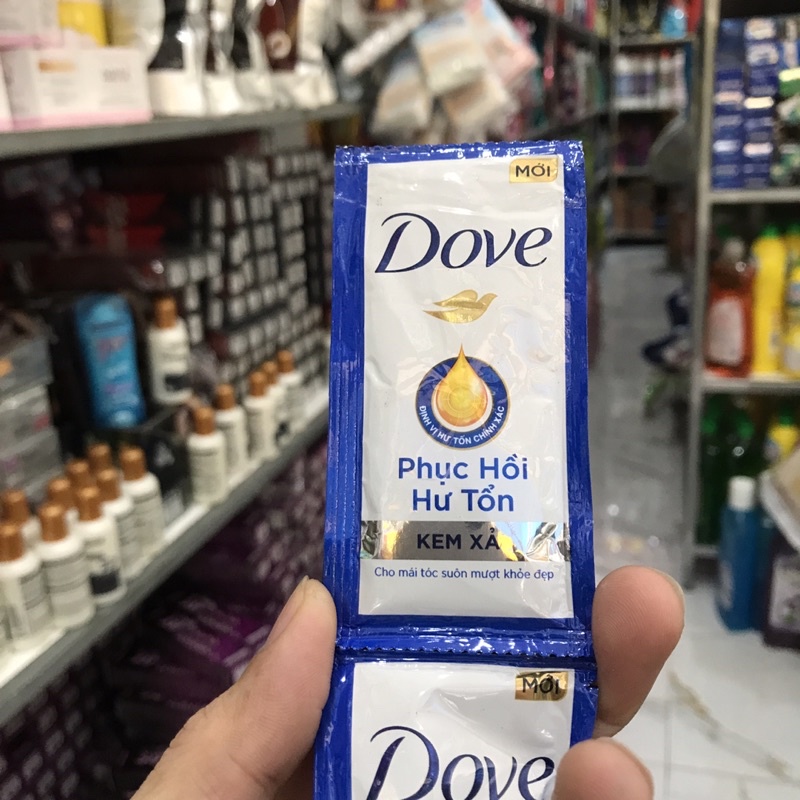 MỚI
Dove
ĐỊNH VỊ HƯ TỔN CHÍNH XÁC
Phục Hồi
Hư Tổn
KEM XẢ
Cho mái tóc suôn mượt khỏe đẹp
MỚI
Dove